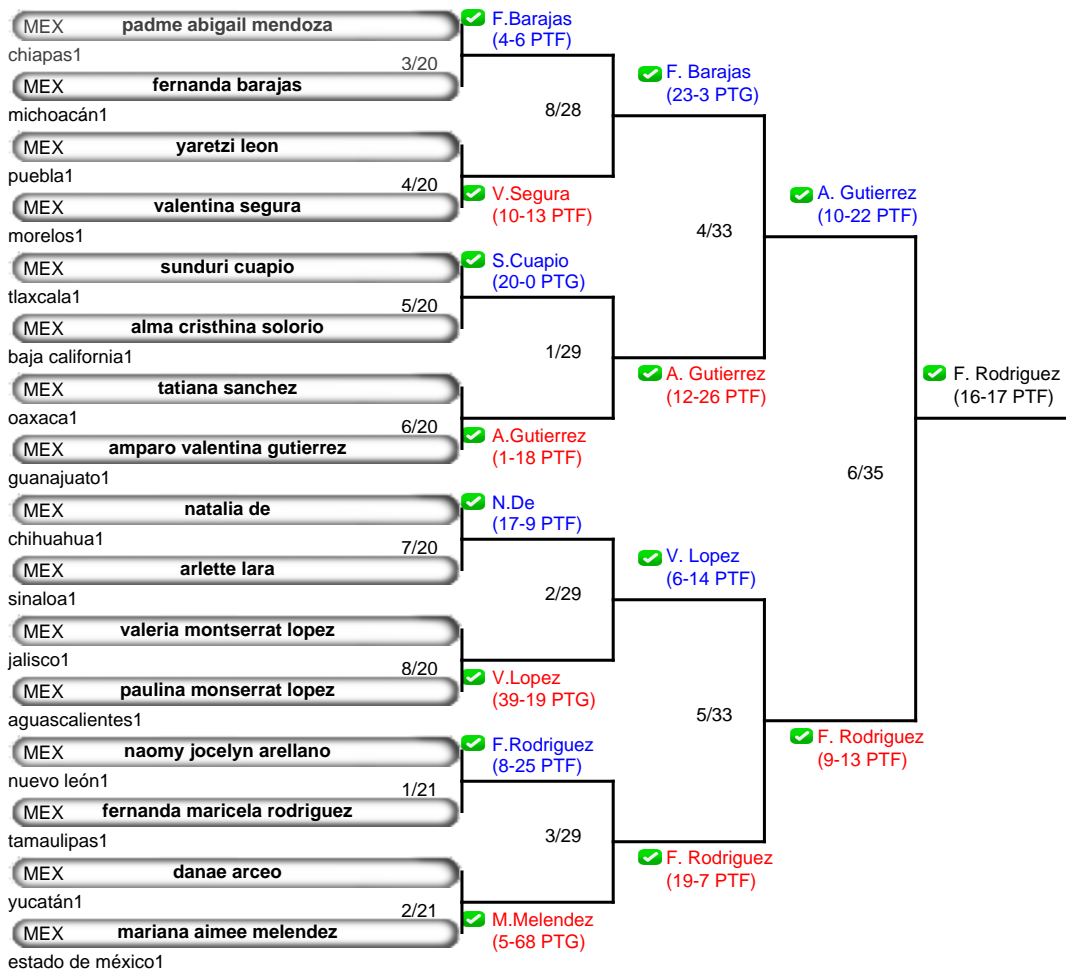 MEX padme abigail mendoza
chiapas1
3/20
MEX fernanda barajas
michoacán1
MEX yaretzi leon
puebla1
4/20
MEX valentina segura
morelos1
MEX sunduri cuapio
tlaxcala1
5/20
MEX alma cristhina solorio
baja california1
MEX tatiana sanchez
oaxaca1
6/20
MEX amparo valentina gutierrez
guanajuato1
MEX natalia de
chihuahua1
7/20
MEX arlette lara
sinaloa1
MEX valeria montserrat lopez
jalisco1
8/20
MEX paulina monserrat lopez
aguascalientes1
MEX naomy jocelyn arellano
nuevo león1
1/21
MEX fernanda maricela rodriguez
tamaulipas1
MEX danae arceo
yucatán1
2/21
MEX mariana aimee melendez
estado de méxico1
F.Barajas
(4-6 PTF)
8/28
V.Segura
(10-13 PTF)
S.Cuapio
(20-0 PTG)
1/29
A.Gutierrez
(1-18 PTF)
N.De
(17-9 PTF)
2/29
V.Lopez
(39-19 PTG)
F.Rodriguez
(8-25 PTF)
3/29
M.Melendez
(5-68 PTG)
F. Barajas
(23-3 PTG)
4/33
A. Gutierrez
(12-26 PTF)
V. Lopez
(6-14 PTF)
5/33
F. Rodriguez
(19-7 PTF)
A. Gutierrez
(10-22 PTF)
6/35
F. Rodriguez
(9-13 PTF)
F. Rodriguez
(16-17 PTF)